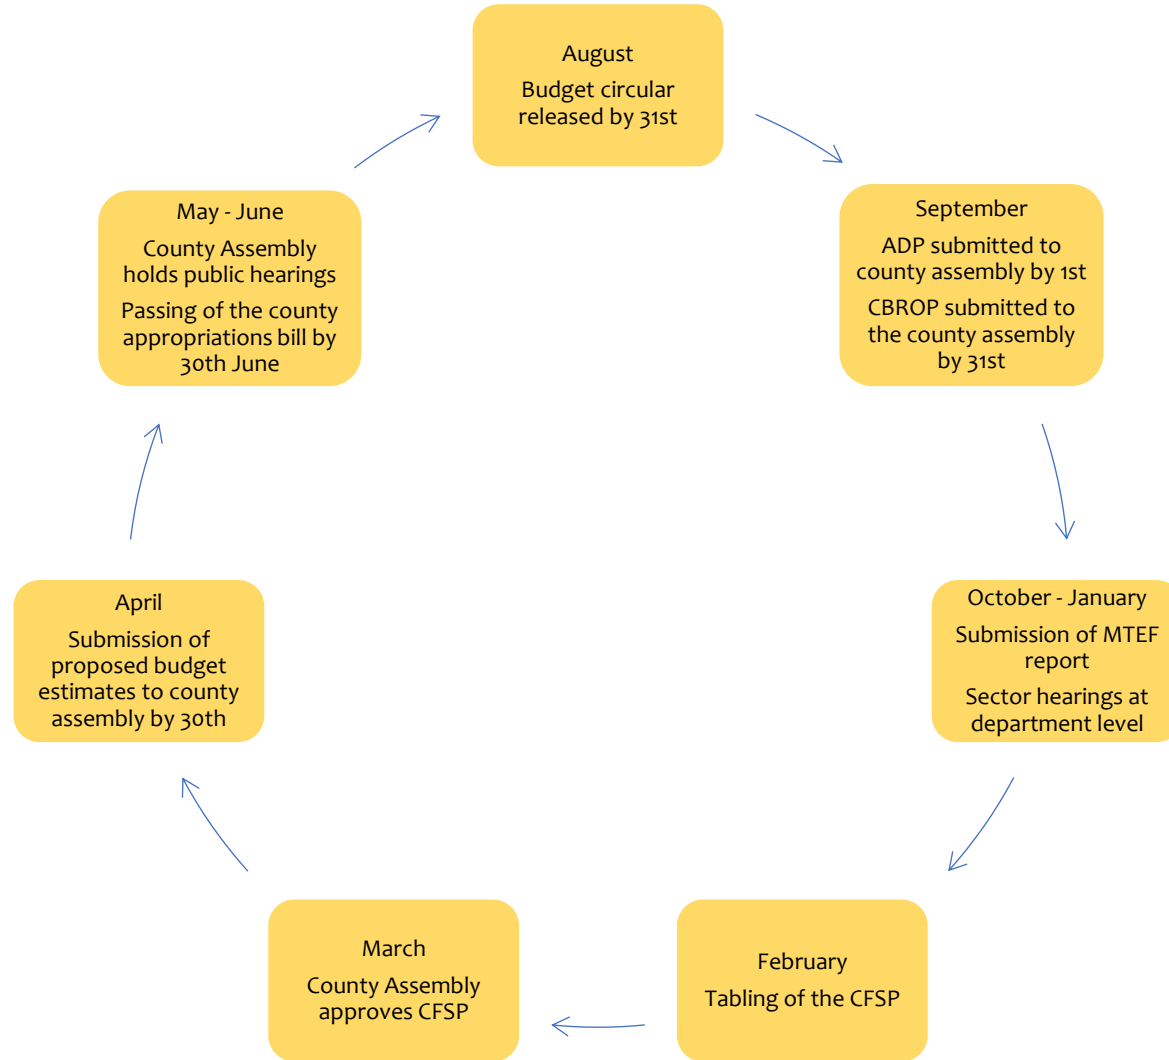 August
Budget circular
released by 31st
September
ADP submitted to
county assembly by 1st
CBROP submitted to
the county assembly
by 31st
October - January
Submission of MTEF
report
Sector hearings at
department level
February
Tabling of the CFSP
March
County Assembly
approves CFSP
April
Submission of
proposed budget
estimates to county
assembly by 30th
May - June
County Assembly
holds public hearings
Passing of the county
appropriations bill by
30th June